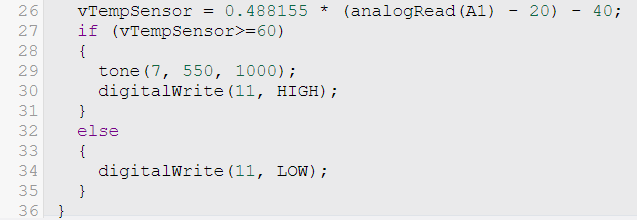 26 vTempSensor = 0.488155 * (analogRead(A1) - 20) - 40;
27 if (vTempSensor>=60)
28 {
29 tone(7, 550, 1000);
30 digitalWrite(11, HIGH);
31 }
32 else
33 {
34 digitalWrite(11, LOW);
35 }
36 }